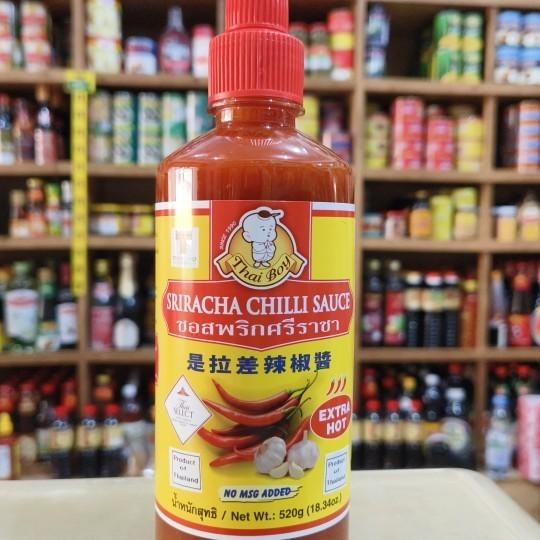 SINCE 1990
Thai Boy
SRIRACHA CHILLI SAUCE
ซอสพริกศรีราชา
是拉差辣椒醬
EXTRA
HOT
Thai
SELECT
Product
of
Thailand
Product
of
Thailand
NO MSG ADDED
น้ำหนักสุทธิ / Net Wt.: 520g (18.34oz.)